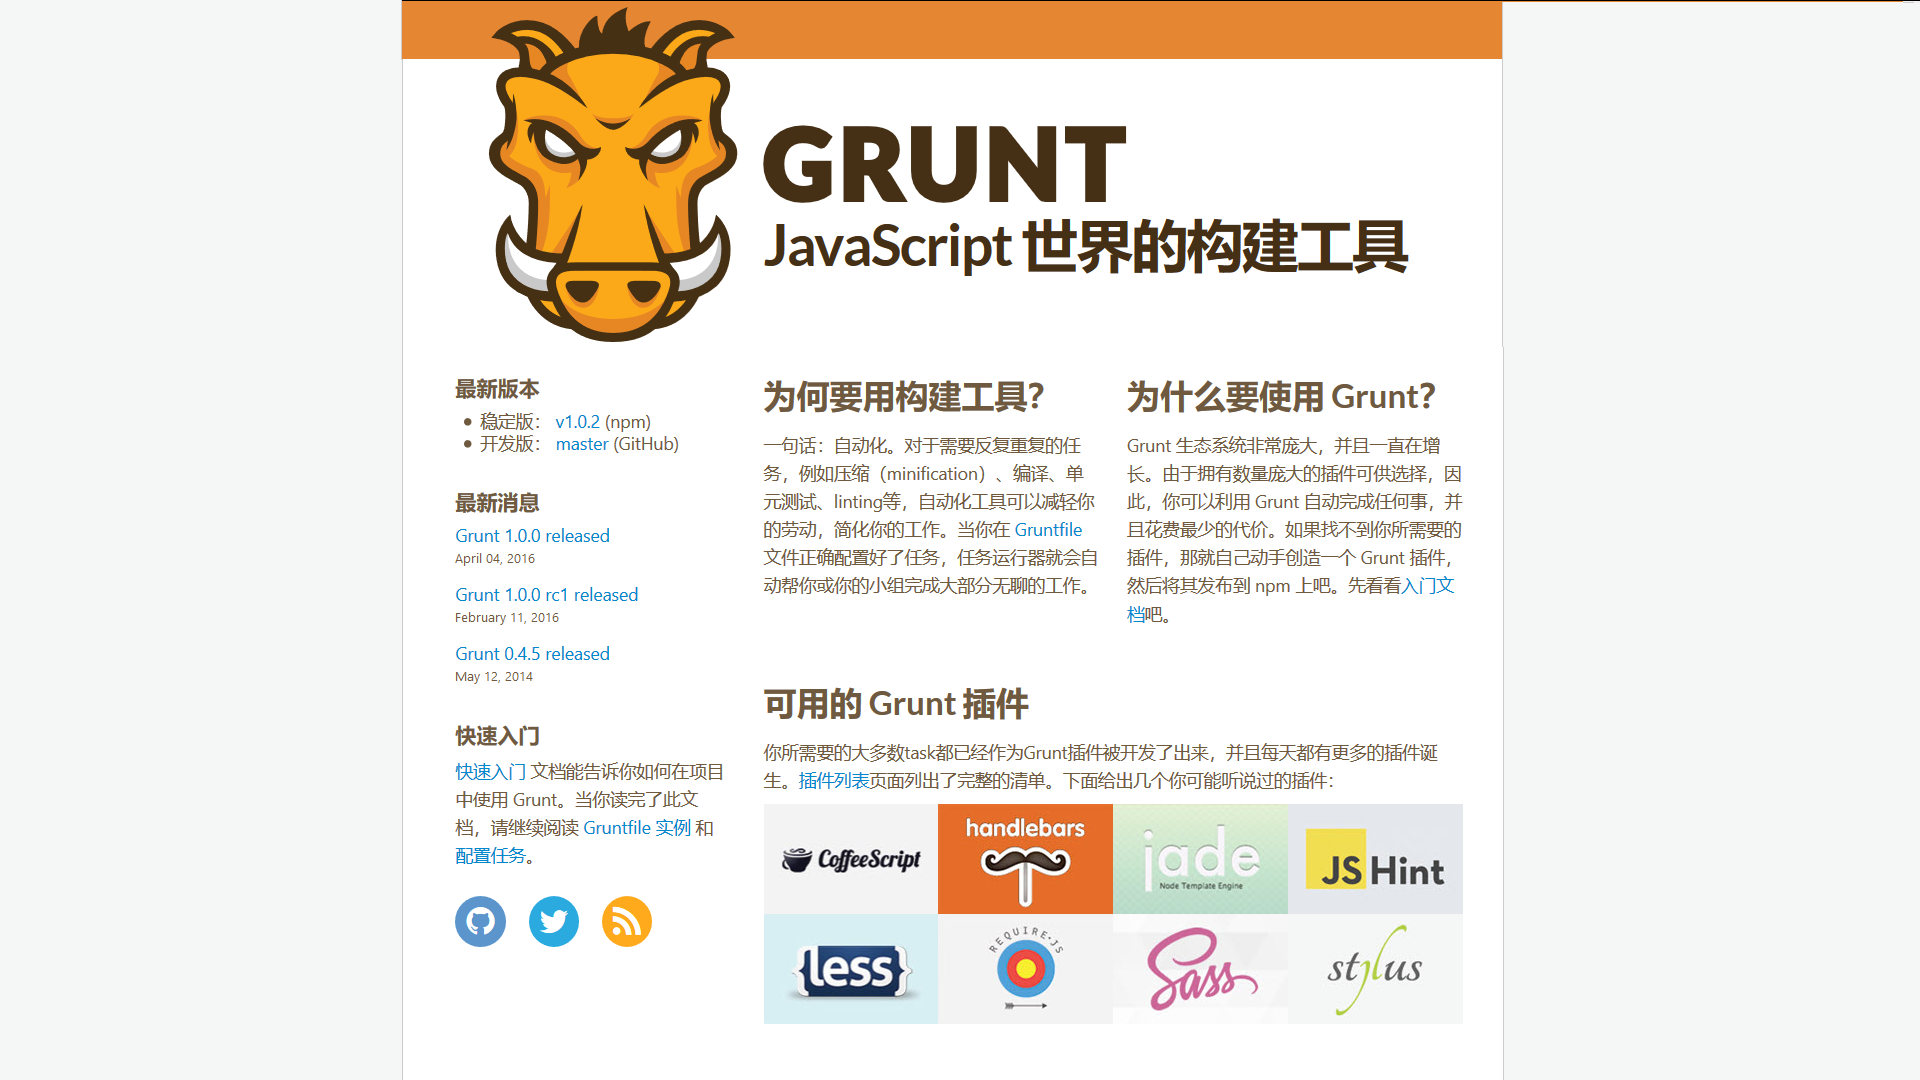 GRUNT
JavaScript 世界的构建工具
最新版本
稳定版： v1.0.2 (npm)
开发版： master (GitHub)
最新消息
Grunt 1.0.0 released
April 04, 2016
Grunt 1.0.0 rc1 released
February 11, 2016
Grunt 0.4.5 released
May 12, 2014
快速入门
快速入门 文档能告诉你如何在项目
中使用 Grunt。当你读完了此文
档，请继续阅读 Gruntfile 实例 和
配置任务。
为何要用构建工具？
一句话：自动化。对于需要反复重复的任
务，例如压缩（minification）、编译、单
元测试、linting等，自动化工具可以减轻你
的劳动，简化你的工作。当你在 Gruntfile
文件正确配置好了任务，任务运行器就会自
动帮你或你的小组完成大部分无聊的工作。
为什么要使用 Grunt？
Grunt 生态系统非常庞大，并且一直在增
长。由于拥有数量庞大的插件可供选择，因
此，你可以利用 Grunt 自动完成任何事，并
且花费最少的代价。如果找不到你所需要的
插件，那就自己动手创造一个 Grunt 插件，
然后将其发布到 npm 上吧。先看看入门文
档吧。
可用的 Grunt 插件
你所需要的大多数task都已经作为Grunt插件被开发了出来，并且每天都有更多的插件诞
生。插件列表页面列出了完整的清单。下面给出几个你可能听说过的插件：
CoffeeScript
handlebars
jade
Node Template Engine
JS Hint
{less}
REQUIRE·JS
Sass
stylus